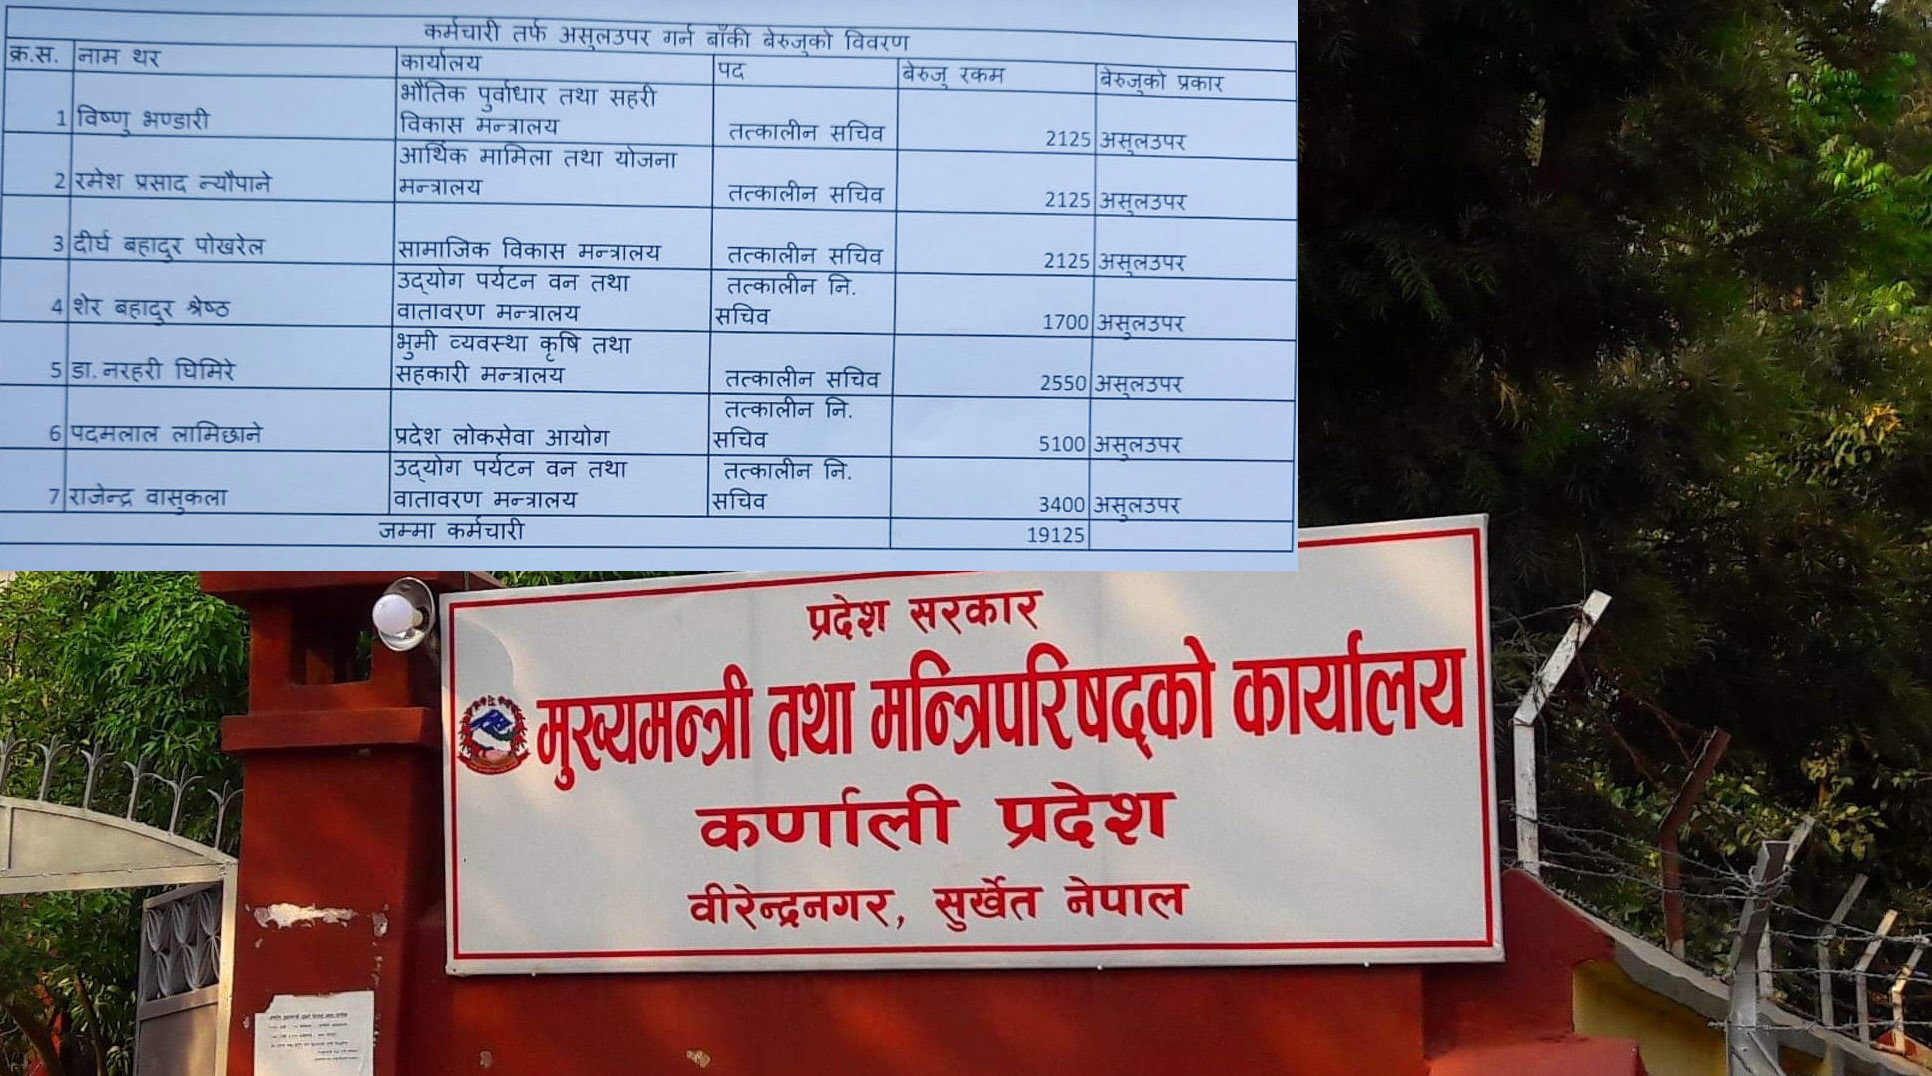 कर्मचारी तर्फ असुलउपर गर्न बाँकी बेरुजुको विवरण
क्र.स. नाम थर कार्यालय पद बेरुजु रकम बेरुजुको प्रकार
1 विष्णु भण्डारी भौतिक पुर्वाधार तथा सहरी विकास मन्त्रालय तत्कालीन सचिव 2125 असुलउपर
2 रमेश प्रसाद न्यौपाने आर्थिक मामिला तथा योजना मन्त्रालय तत्कालीन सचिव 2125 असुलउपर
3 दीर्घ बहादुर पोखरेल सामाजिक विकास मन्त्रालय तत्कालीन सचिव 2125 असुलउपर
4 शेर बहादुर श्रेष्ठ उद्योग पर्यटन वन तथा वातावरण मन्त्रालय तत्कालीन नि. सचिव 1700 असुलउपर
5 डा. नरहरी घिमिरे भुमी व्यवस्था कृषि तथा सहकारी मन्त्रालय तत्कालीन सचिव 2550 असुलउपर
6 पदमलाल लामिछाने प्रदेश लोकसेवा आयोग तत्कालीन नि. सचिव 5100 असुलउपर
7 राजेन्द्र वासुकला उद्योग पर्यटन वन तथा वातावरण मन्त्रालय तत्कालीन नि. सचिव 3400 असुलउपर
जम्मा कर्मचारी 19125
प्रदेश सरकार
मुख्यमन्त्री तथा मन्त्रिपरिषद्को कार्यालय
कर्णाली प्रदेश
वीरेन्द्रनगर, सुर्खेत नेपाल